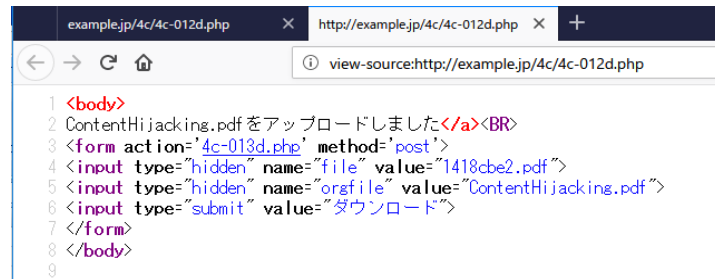 example.jp/4c/4c-012d.php × http://example.jp/4c/4c-012d.php × +
view-source:http://example.jp/4c/4c-012d.php
1 <body>
2 ContentHijacking.pdfをアップロードしました</a><BR>
3 <form action='4c-013d.php' method='post'>
4 <input type="hidden" name="file" value="1418cbe2.pdf">
5 <input type="hidden" name="orgfile" value="ContentHijacking.pdf">
6 <input type="submit" value="ダウンロード">
7 </form>
8 </body>
9